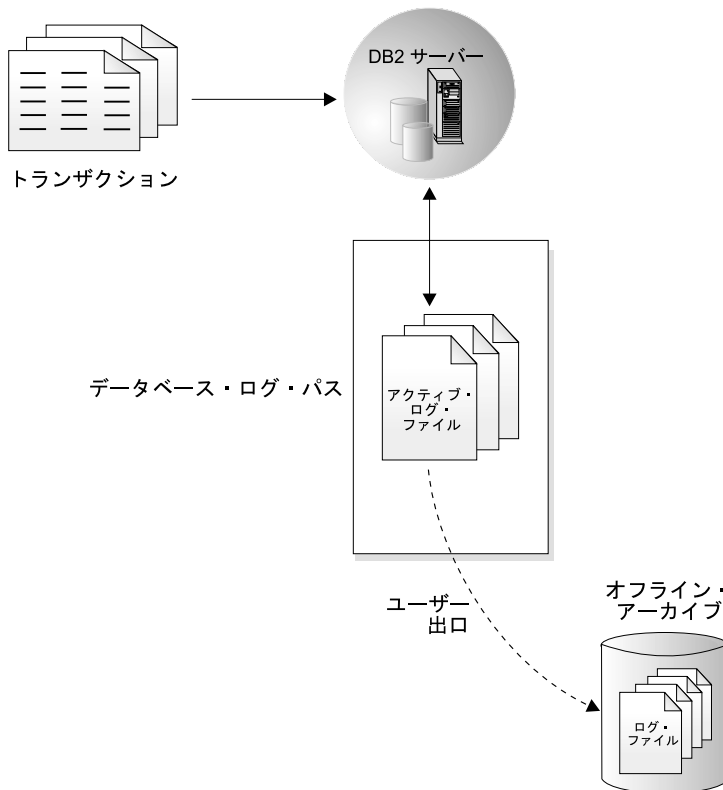 DB2 サーバー
トランザクション
データベース・ログ・パス
アクティブ・
ログ・
ファイル
ユーザー
出口
オフライン・
アーカイブ
ログ・
ファイル